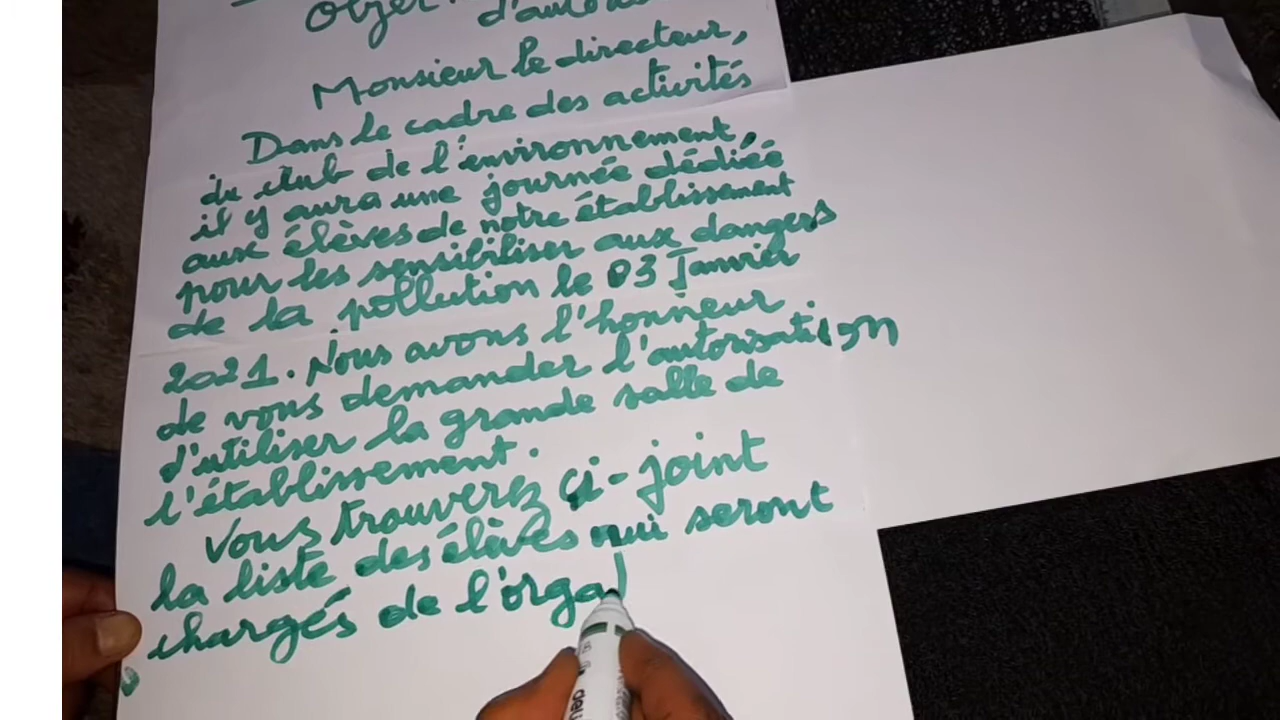 Objet
Monsieur le directeur,
Dans le cadre des activités
du club de l'environnement,
il y aura une journée dédiée
aux élèves de notre établissement
pour les sensibiliser aux dangers
de la pollution le 03 Janvier
2021. Nous avons l'honneur
de vous demander l'autorisation
d'utiliser la grande salle de
l'établissement.
Vous trouverez ci-joint
la liste des élèves qui seront
chargés de l'orga